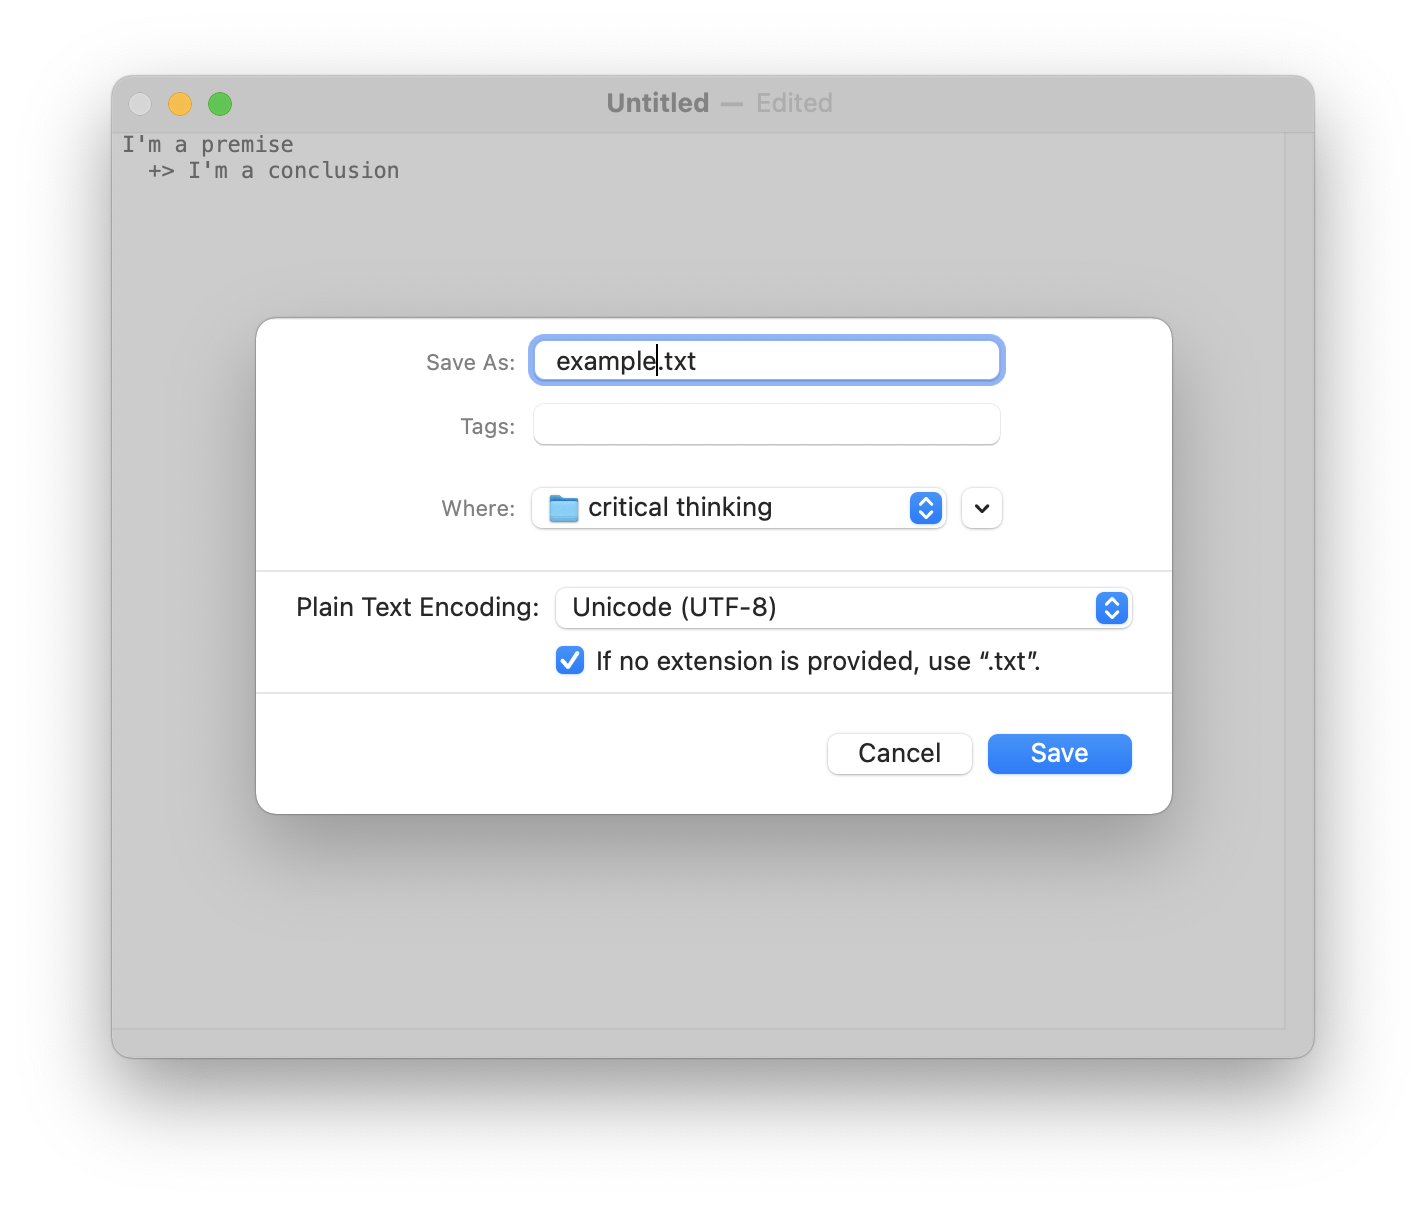 Untitled — Edited
I'm a premise
  +> I'm a conclusion
Save As: example.txt
Tags:
Where: critical thinking
Plain Text Encoding: Unicode (UTF-8)
If no extension is provided, use “.txt”.
Cancel Save